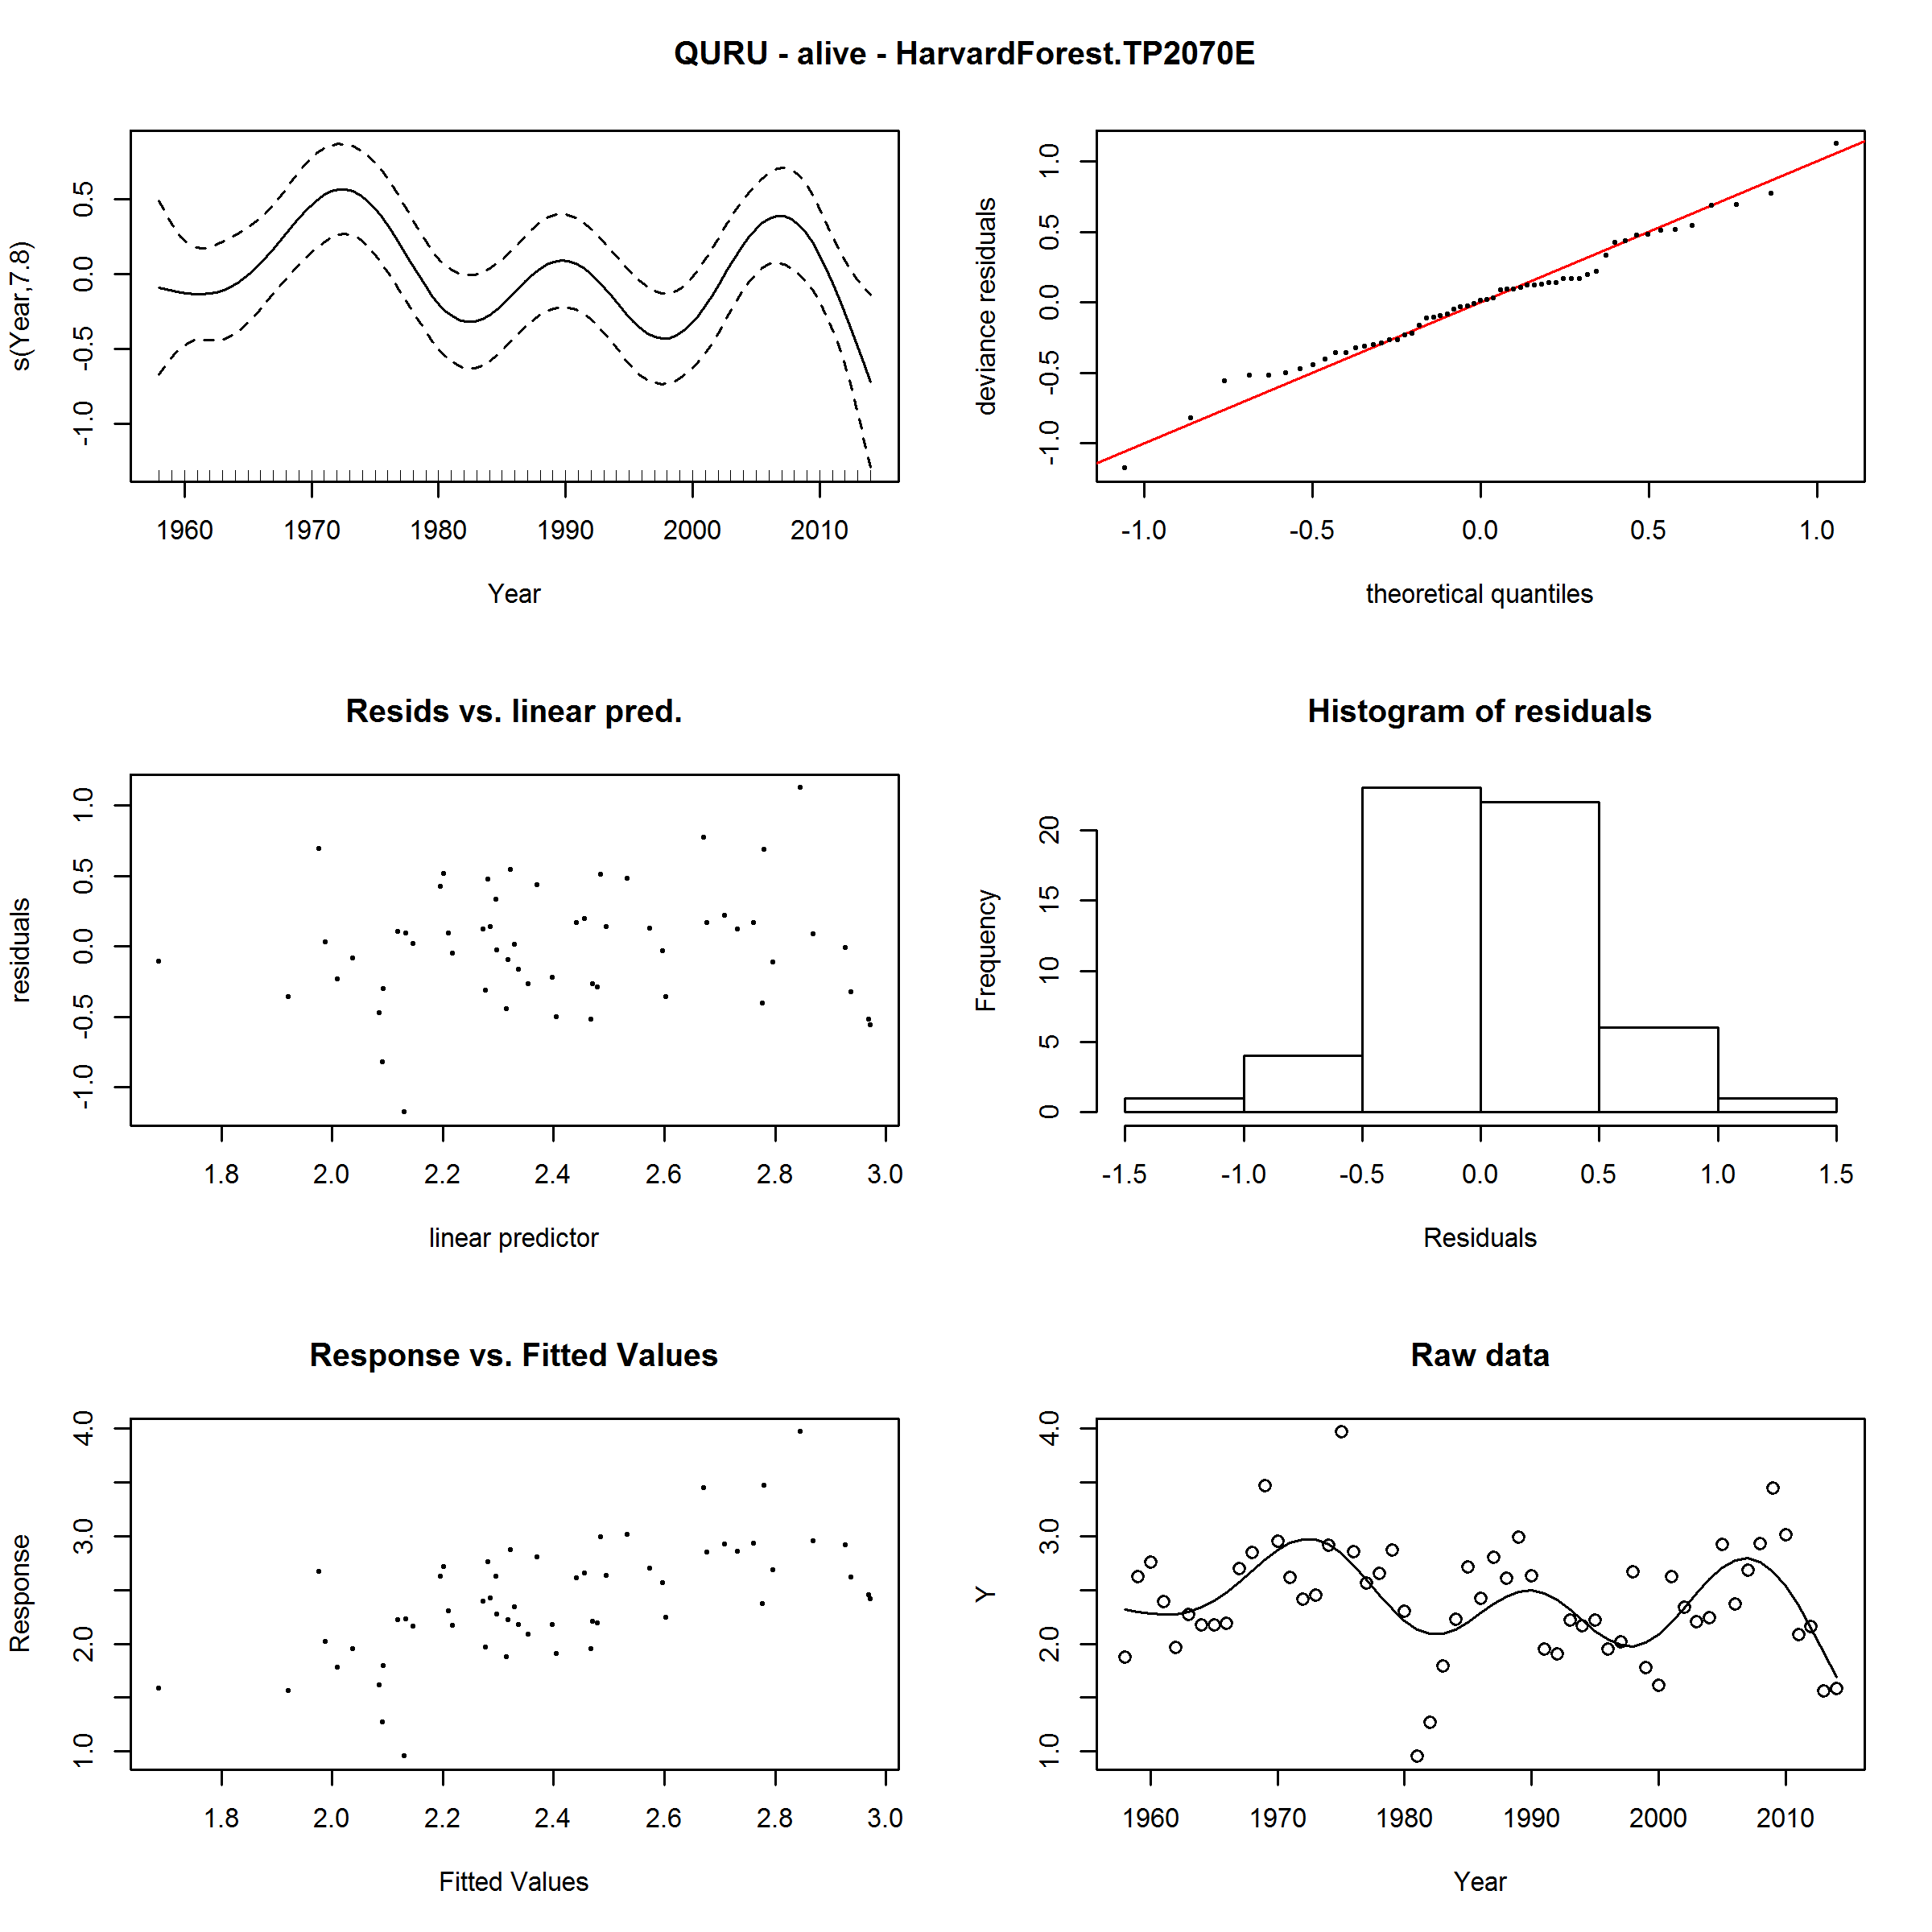 QURU - alive - HarvardForest.TP2070E
s(Year,7.8)
-1.0 -0.5 0.0 0.5
1960 1970 1980 1990 2000 2010
Year
deviance residuals
-1.0 -0.5 0.0 0.5 1.0
-1.0 -0.5 0.0 0.5 1.0
theoretical quantiles
Resids vs. linear pred.
residuals
-1.0 -0.5 0.0 0.5 1.0
1.8 2.0 2.2 2.4 2.6 2.8 3.0
linear predictor
Histogram of residuals
Frequency
0 5 10 15 20
-1.5 -1.0 -0.5 0.0 0.5 1.0 1.5
Residuals
Response vs. Fitted Values
Response
1.0 2.0 3.0 4.0
1.8 2.0 2.2 2.4 2.6 2.8 3.0
Fitted Values
Raw data
Y
1.0 2.0 3.0 4.0
1960 1970 1980 1990 2000 2010
Year